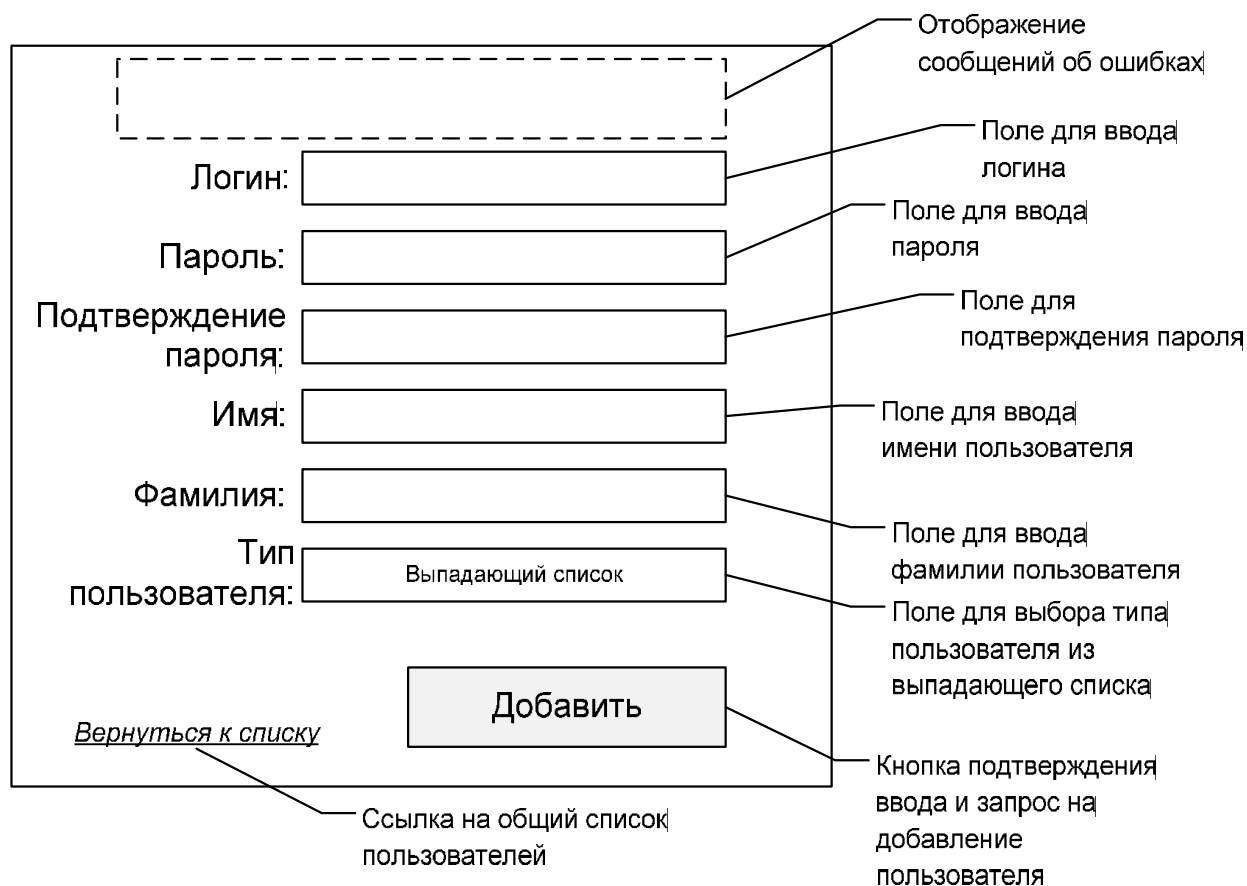 Отображение
сообщений об ошибках
Поле для ввода
логина
Логин:
Поле для ввода
пароля
Пароль:
Поле для
подтверждения пароля
Подтверждение
пароля:
Поле для ввода
имени пользователя
Имя:
Фамилия:
Поле для ввода
фамилии пользователя
Тип
пользователя:
Выпадающий список
Поле для выбора типа
пользователя из
выпадающего списка
Добавить
Вернуться к списку
Кнопка подтверждения
ввода и запрос на
добавление
пользователя
Ссылка на общий список
пользователей